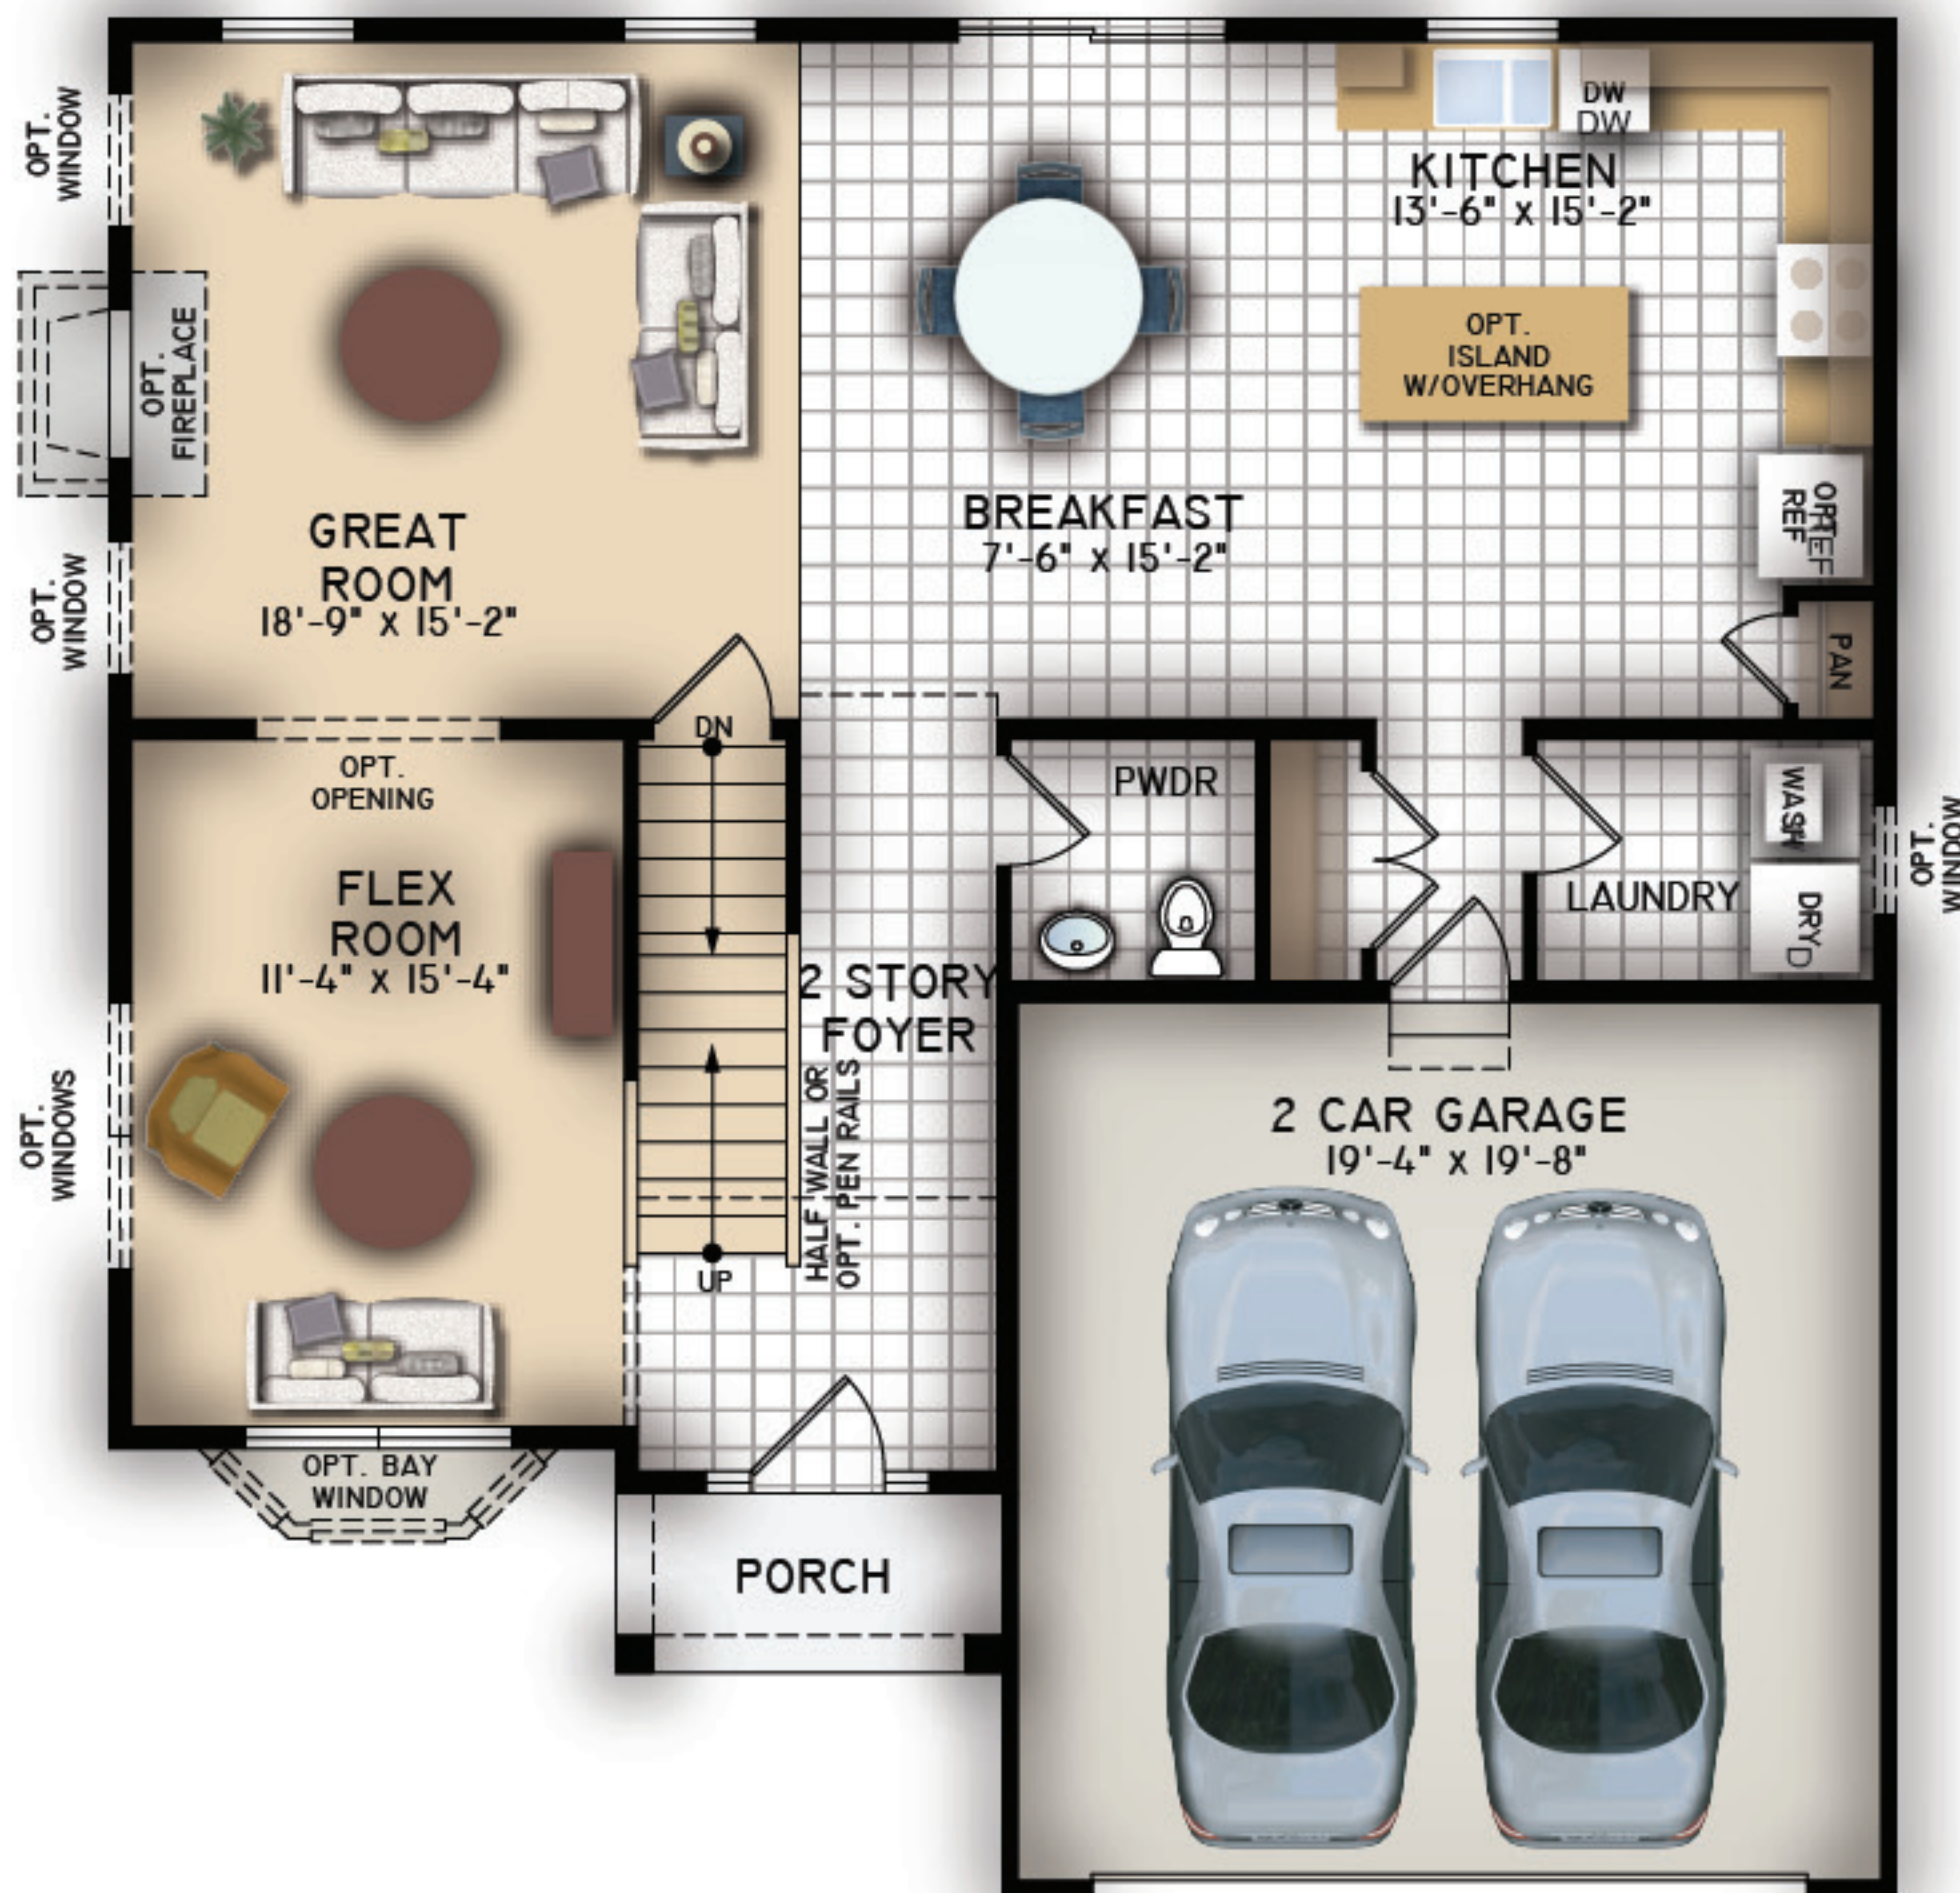 OPT.
WINDOW
OPT.
FIREPLACE
OPT.
WINDOW
GREAT
ROOM
18'-9" X 15'-2"
DW
DW
KITCHEN
13'-6" X 15'-2"
OPT.
ISLAND
W/OVERHANG
BREAKFAST
7'-6" X 15'-2"
OPT
REF
REF
PAN
DN
OPT.
OPENING
FLEX
ROOM
11'-4" X 15'-4"
PWDR
WASH
W
LAUNDRY
DRY
D
OPT.
WINDOW
2 STORY
FOYER
HALF WALL OR
OPT. PEN RAILS
UP
OPT.
WINDOWS
2 CAR GARAGE
19'-4" X 19'-8"
OPT. BAY
WINDOW
PORCH